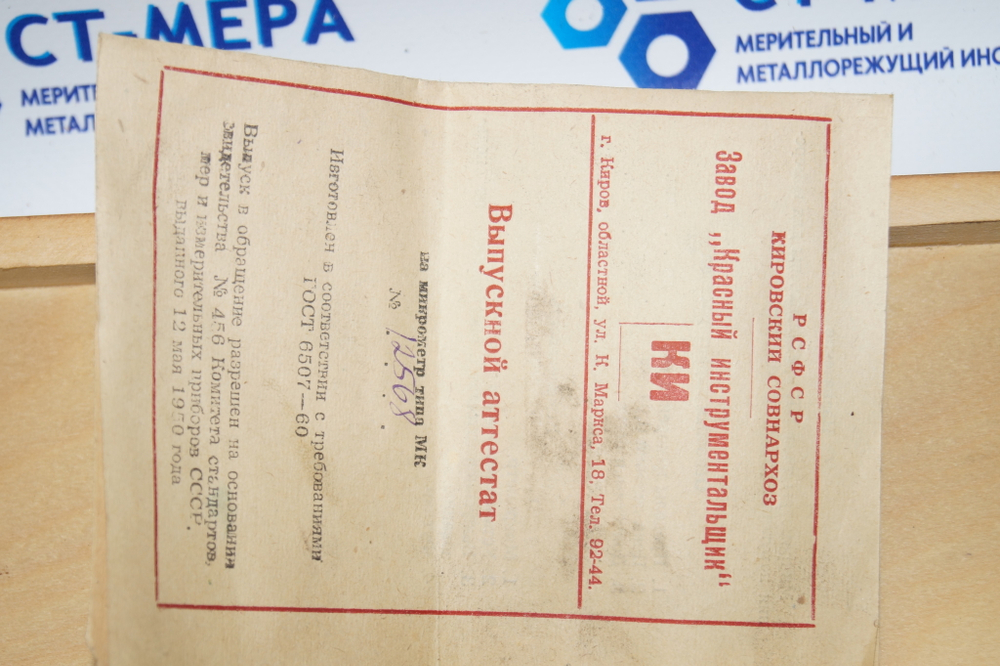 СТ-МЕРА
МЕРИТЕЛЬНЫЙ И
МЕТАЛЛОРЕЖУЩИЙ
РСФСР
КИРОВСКИЙ СОВНАРХОЗ
Завод „Красный инструментальщик“
КИ
г. Киров, областной, ул. К. Маркса, 18, Тел. 92-44.
Выпускной аттестат
на микрометр типа МК
№ 12568
Изготовлен в соответствии с требованиями
ГОСТ 6507—60
Выпуск в обращение разрешен на основании
свидетельства № 456 Комитета стандартов,
мер и измерительных приборов СССР,
выданного 12 мая 1950 года